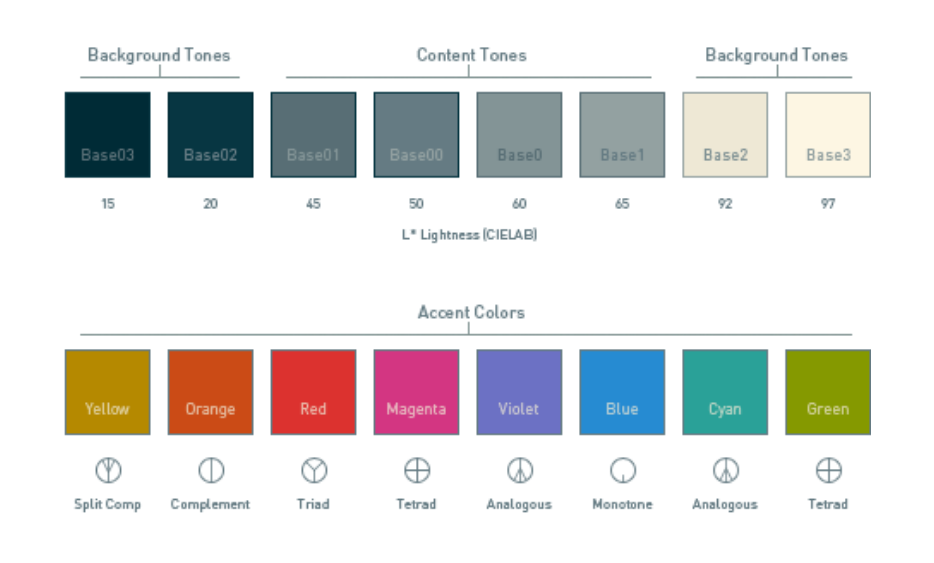 Background Tones Content Tones Background Tones
Base03 Base02 Base01 Base00 Base0 Base1 Base2 Base3
15 20 45 50 60 65 92 97
L* Lightness (CIELAB)
Accent Colors
Yellow Orange Red Magenta Violet Blue Cyan Green
Split Comp Complement Triad Tetrad Analogous Monotone Analogous Tetrad